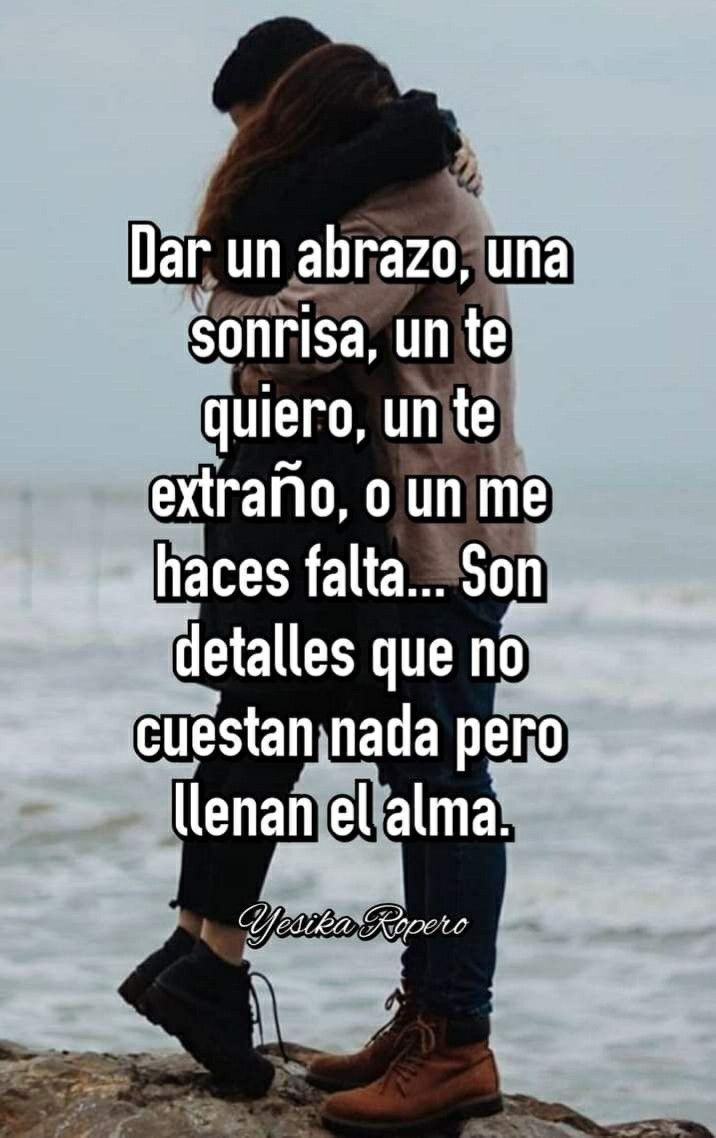 Dar un abrazo, una
sonrisa, un te
quiero, un te
extraño, o un me
haces falta... Son
detalles que no
cuestan nada pero
llenan el alma.
Yesika Ropero